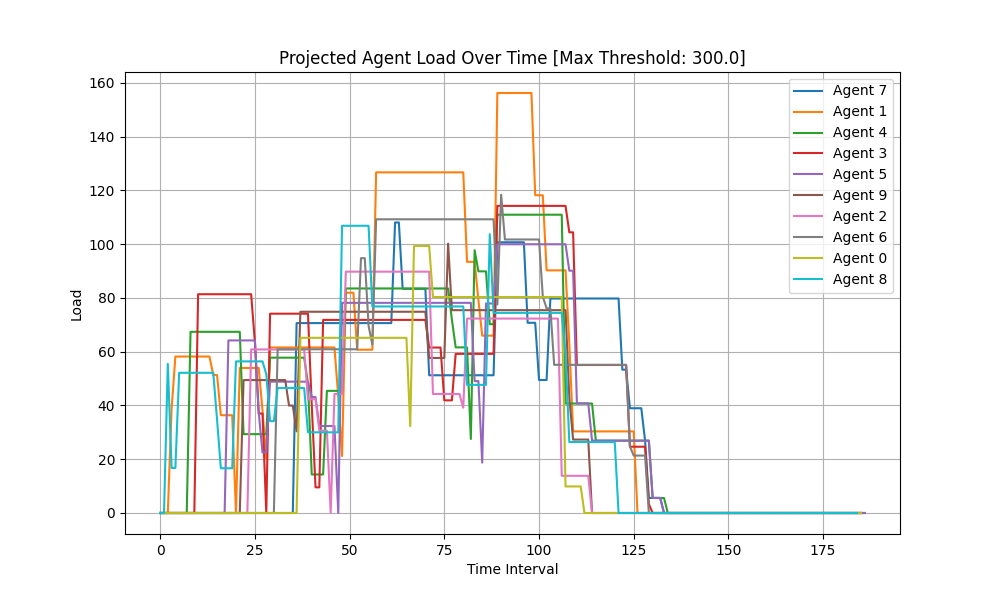 Projected Agent Load Over Time [Max Threshold: 300.0]
160
140
120
100
80
60
40
20
0
Load
0 25 50 75 100 125 150 175
Time Interval
Agent 7
Agent 1
Agent 4
Agent 3
Agent 5
Agent 9
Agent 2
Agent 6
Agent 0
Agent 8